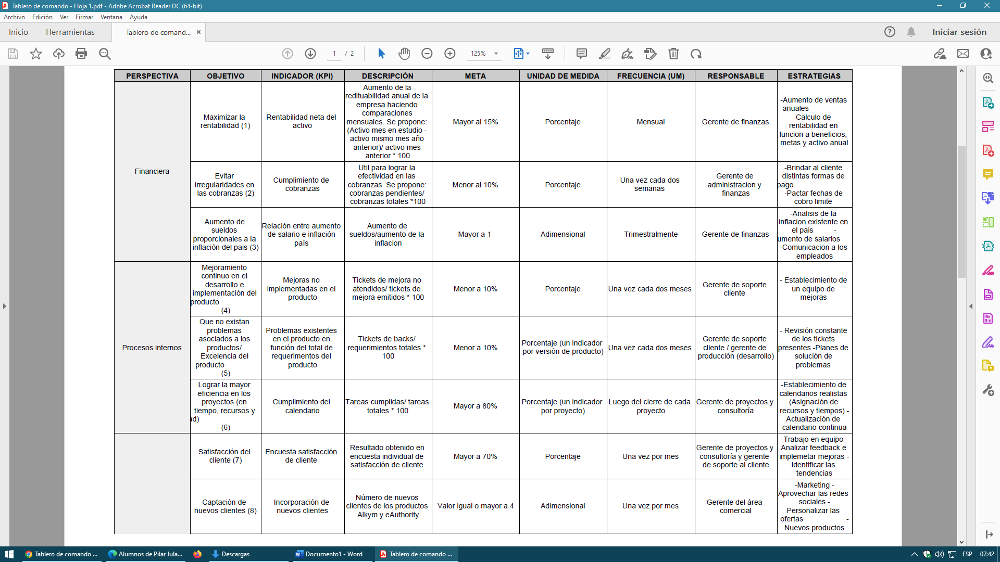 Tablero de comando - Hoja 1.pdf - Adobe Acrobat Reader DC (64-bit)
Archivo Edición Ver Firmar Ventana Ayuda
Inicio Herramientas Tablero de comand... × Iniciar sesión
1 / 2 125%
PERSPECTIVA OBJETIVO INDICADOR (KPI) DESCRIPCIÓN META UNIDAD DE MEDIDA FRECUENCIA (UM) RESPONSABLE ESTRATEGIAS
Financiera
Maximizar la
rentabilidad (1)
Rentabilidad neta del
activo
Aumento de la
redituabilidad anual de la
empresa haciendo
comparaciones
mensuales. Se propone:
(Activo mes en estudio -
activo mismo mes año
anterior)/ activo mes
anterior * 100
Mayor al 15%
Porcentaje
Mensual
Gerente de finanzas
-Aumento de ventas
anuales -
Calculo de
rentabilidad en
funcion a beneficios,
metas y activo anual
Evitar
irregularidades en
las cobranzas (2)
Cumplimiento de
cobranzas
Util para lograr la
efectividad en las
cobranzas. Se propone:
cobranzas pendientes/
cobranzas totales *100
Menor al 10%
Porcentaje
Una vez cada dos
semanas
Gerente de
administracion y
finanzas
-Brindar al cliente
distintas formas de
pago
-Pactar fechas de
cobro limite
Aumento de
sueldos
proporcionales a la
inflación del pais (3)
Relación entre aumento
de salario e inflación
país
Aumento de
sueldos/aumento de la
inflacion
Mayor a 1
Adimensional
Trimestralmente
Gerente de finanzas
-Analisis de la
inflacion existente en
el pais -
umento de salarios
-Comunicacion a los
empleados
Procesos internos
Mejoramiento
continuo en el
desarrollo e
implementación del
producto
(4)
Mejoras no
implementadas en el
producto
Tickets de mejora no
atendidos/ tickets de
mejora emitidos * 100
Menor a 10%
Porcentaje
Una vez cada dos meses
Gerente de soporte
cliente
- Establecimiento de
un equipo de
mejoras
Que no existan
problemas
asociados a los
productos/
Excelencia del
producto
(5)
Problemas existentes
en el producto en
función del total de
requerimentos del
producto
Tickets de backs/
requerimientos totales *
100
Menor a 10%
Porcentaje (un indicador
por versión de producto)
Una vez cada dos meses
Gerente de soporte
cliente / gerente de
producción (desarrollo)
- Revisión constante
de los tickets
presentes -Planes de
solución de
problemas
Lograr la mayor
eficiencia en los
proyectos (en
tiempo, recursos y
ad)
(6)
Cumplimiento del
calendario
Tareas cumplidas/ tareas
totales * 100
Mayor a 80%
Porcentaje (un indicador
por proyecto)
Luego del cierre de cada
proyecto
Gerente de proyectos y
consultoría
-Establecimiento de
calendarios realistas
(Asignación de
recursos y tiempos) -
Actualización de
calendario continua
Satisfacción del
cliente (7)
Encuesta satisfacción
de cliente
Resultado obtenido en
encuesta individual de
satisfacción de cliente
Mayor a 70%
Porcentaje
Una vez por mes
Gerente de proyectos y
consultoría y gerente
de soporte al cliente
-Trabajo en equipo -
Analizar feedback e
implemetar mejoras -
Identificar las
tendencias
Captación de
nuevos clientes (8)
Incorporación de
nuevos clientes
Número de nuevos
clientes de los productos
Alkym y eAuthority
Valor igual o mayor a 4
Adimensional
Una vez por mes
Gerente del área
comercial
-Marketing -
Aprovechar las redes
sociales -
Personalizar las
ofertas -
Nuevos productos
Tablero de comando ... Alumnos de Pilar Jula... Descargas Documento1 - Word Tablero de comando ... ESP 07:42